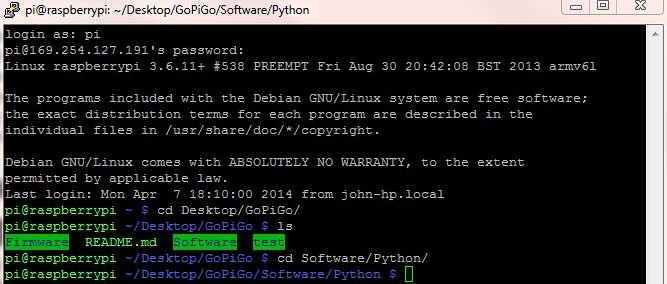 pi@raspberrypi: ~/Desktop/GoPiGo/Software/Python
login as: pi
pi@169.254.127.191's password:
Linux raspberrypi 3.6.11+ #538 PREEMPT Fri Aug 30 20:42:08 BST 2013 armv6l
The programs included with the Debian GNU/Linux system are free software;
the exact distribution terms for each program are described in the
individual files in /usr/share/doc/*/copyright.
Debian GNU/Linux comes with ABSOLUTELY NO WARRANTY, to the extent
permitted by applicable law.
Last login: Mon Apr  7 18:10:00 2014 from john-hp.local
pi@raspberrypi ~ $ cd Desktop/GoPiGo/
pi@raspberrypi ~/Desktop/GoPiGo $ ls
Firmware  README.md  Software  test
pi@raspberrypi ~/Desktop/GoPiGo $ cd Software/Python/
pi@raspberrypi ~/Desktop/GoPiGo/Software/Python $